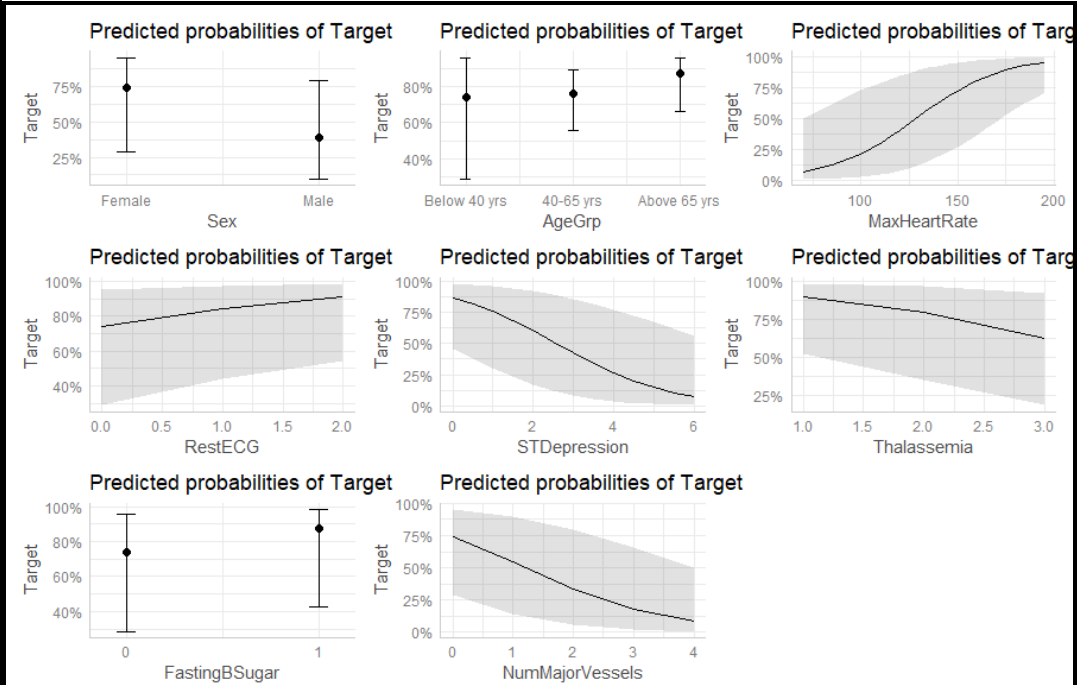 Predicted probabilities of Target
Target
75%
50%
25%
Female
Male
Sex
Predicted probabilities of Target
Target
80%
60%
40%
Below 40 yrs
40-65 yrs
Above 65 yrs
AgeGrp
Predicted probabilities of Targ
Target
100%
75%
50%
25%
0%
100
150
200
MaxHeartRate
Predicted probabilities of Target
Target
100%
80%
60%
40%
0.0
0.5
1.0
1.5
2.0
RestECG
Predicted probabilities of Target
Target
100%
75%
50%
25%
0%
0
2
4
6
STDepression
Predicted probabilities of Targ
Target
100%
75%
50%
25%
1.0
1.5
2.0
2.5
3.0
Thalassemia
Predicted probabilities of Target
Target
100%
80%
60%
40%
0
1
FastingBSugar
Predicted probabilities of Target
Target
100%
75%
50%
25%
0%
0
1
2
3
4
NumMajorVessels